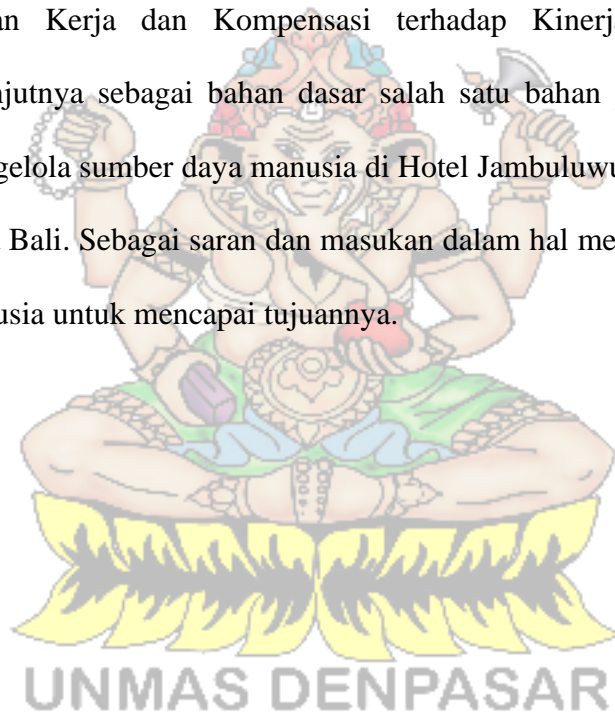 an Kerja dan Kompensasi terhadap Kinerj
njutnya sebagai bahan dasar salah satu bahan
gelola sumber daya manusia di Hotel Jambuluwu
Bali. Sebagai saran dan masukan dalam hal me
usia untuk mencapai tujuannya.
UNMAS DENPASAR